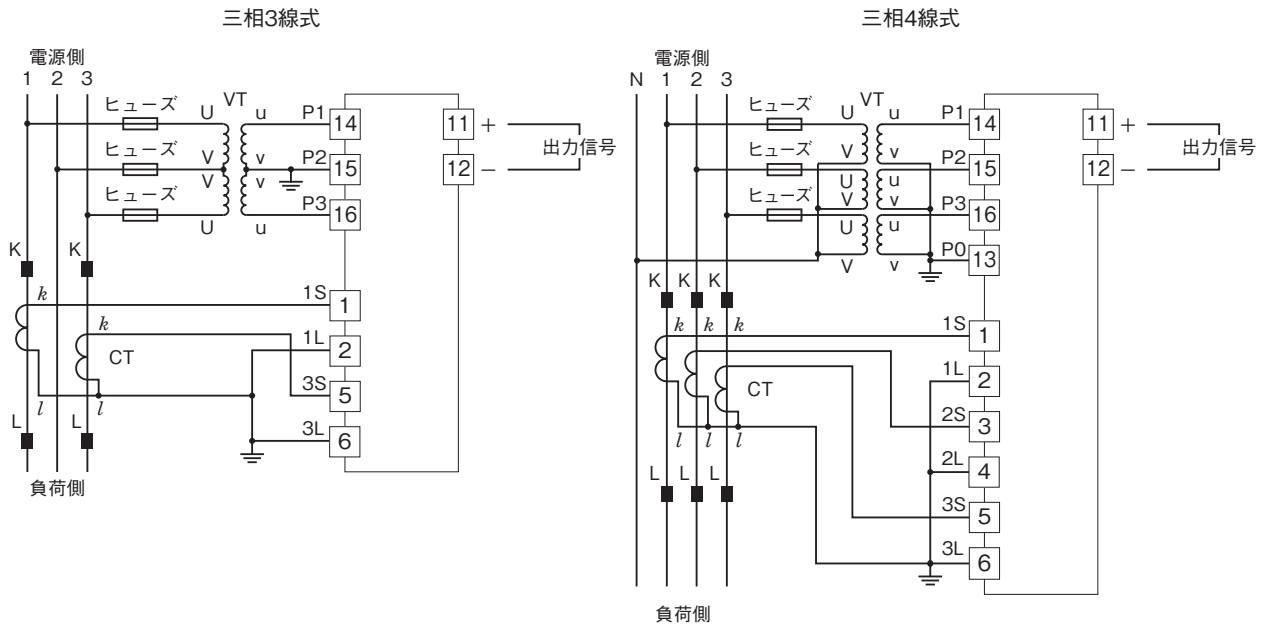 三相3線式
電源側
1 2 3
ヒューズ U VT u P1 14 11 +
V v P2
ヒューズ V v 15 12 −
出力信号
ヒューズ U u P3 16
K K
k 1S 1
k 1L 2
CT
3S 5
l l
L L 3L 6
負荷側
三相4線式
電源側
N 1 2 3
ヒューズ U VT u P1 14 11 +
V v P2
ヒューズ U u 15 12 −
出力信号
V v P3
ヒューズ U u 16
V v P0 13
K K K
k k k 1S 1
1L 2
CT
2S 3
l l l
2L 4
L L L
3S 5
3L 6
負荷側